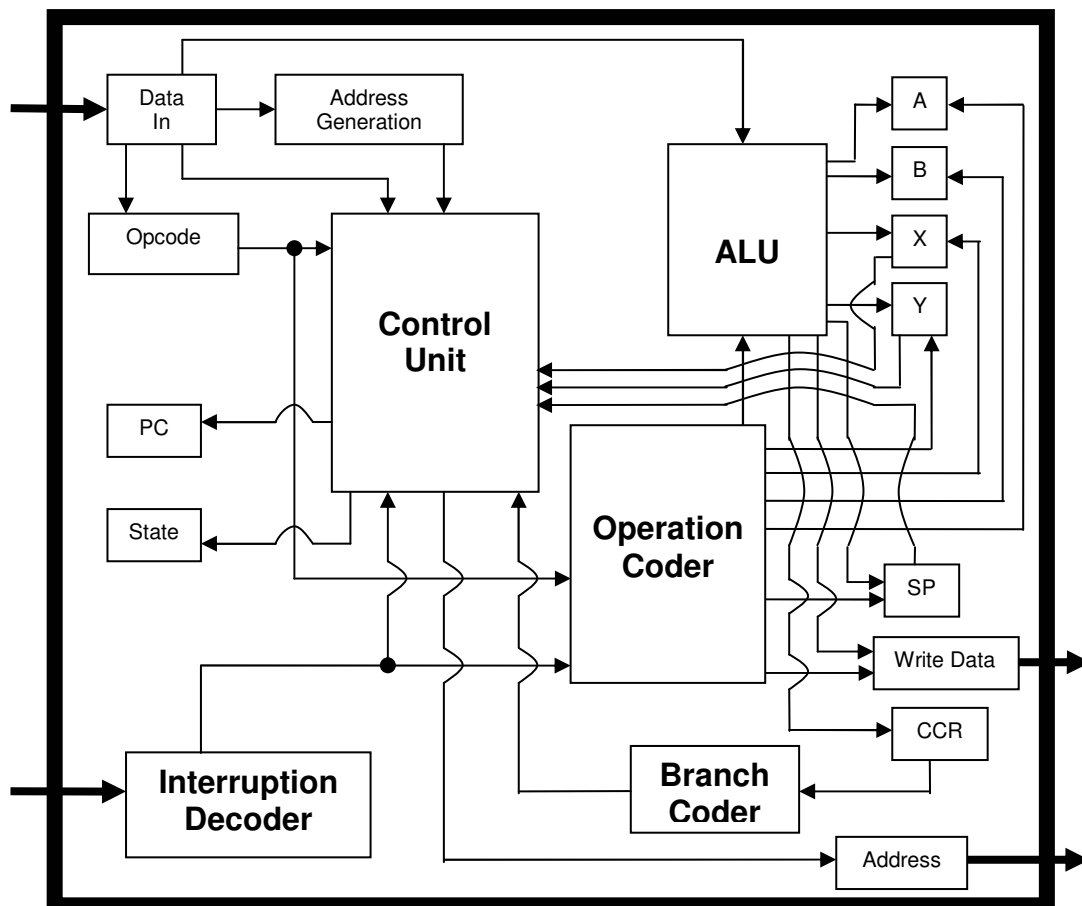 Data
In
Address
Generation
A
B
Opcode
X
ALU
Y
Control
Unit
PC
State
Operation
Coder
SP
Write Data
CCR
Interruption
Decoder
Branch
Coder
Address